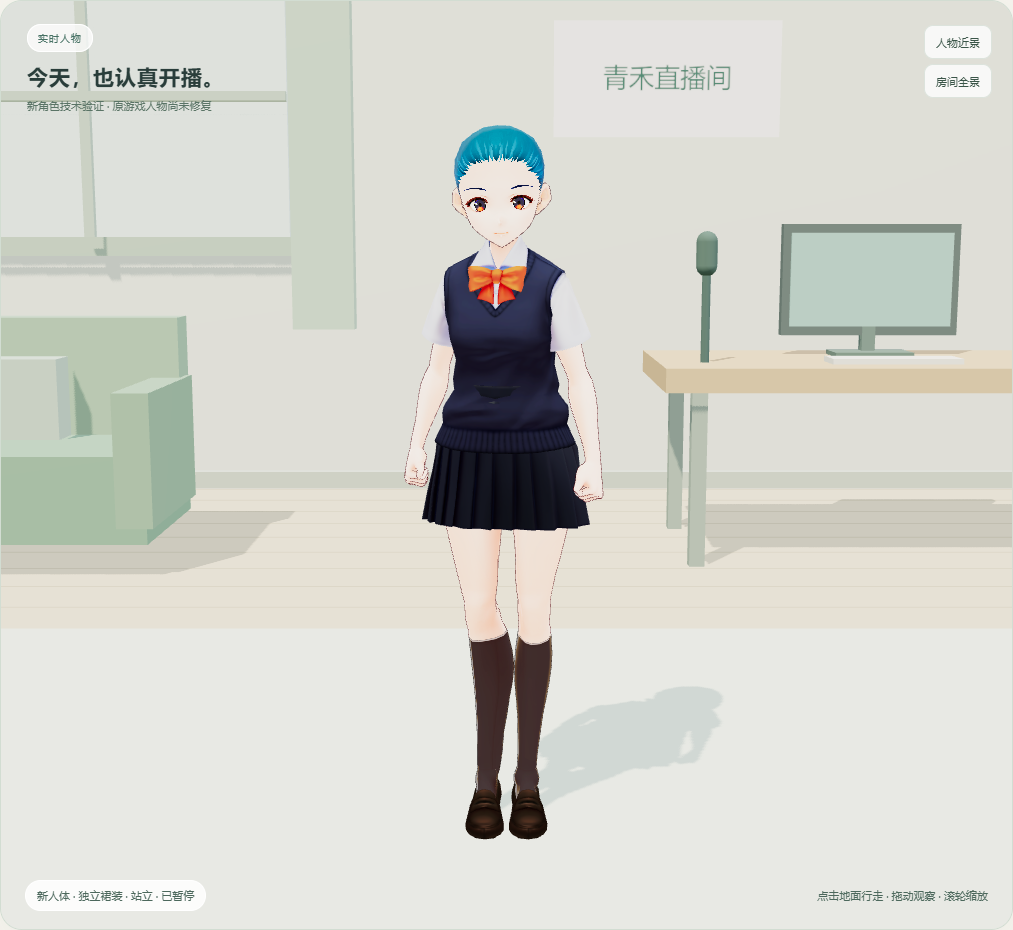 实时人物
今天，也认真开播。
新角色技术验证 · 原游戏人物尚未修复
青禾直播间
人物近景
房间全景
新人体 · 独立裙装 · 站立 · 已暂停
点击地面行走 · 拖动观察 · 滚轮缩放